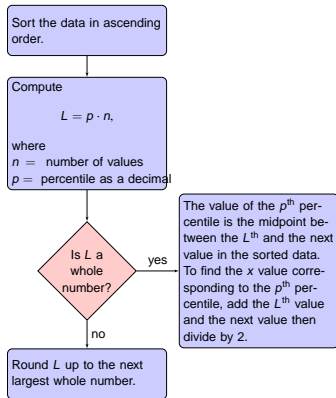 Sort the data in ascending
order.
Compute
L = p · n,
where
n = number of values
p = percentile as a decimal
Is L a
whole
number?
yes
The value of the pth per-
centile is the midpoint be-
tween the Lth and the next
value in the sorted data.
To find the x value corre-
sponding to the pth per-
centile, add the Lth value
and the next value then
divide by 2.
no
Round L up to the next
largest whole number.